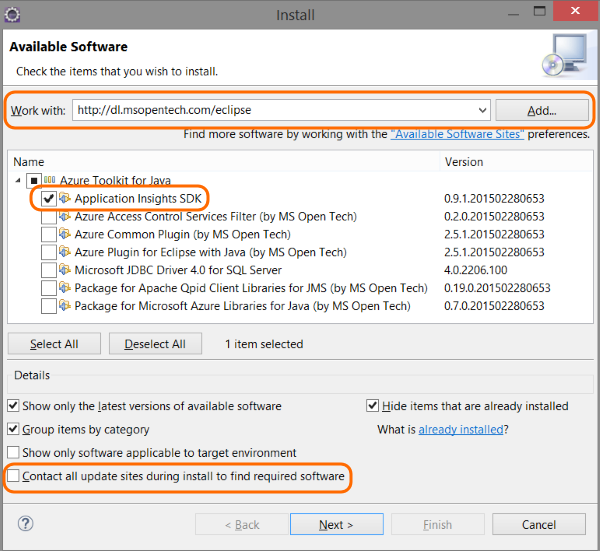 Install
Available Software
Check the items that you wish to install.
Work with: http://dl.msopentech.com/eclipse Add...
Find more software by working with the "Available Software Sites" preferences.
Name Version
Azure Toolkit for Java
Application Insights SDK 0.9.1.201502280653
Azure Access Control Services Filter (by MS Open Tech) 0.2.0.201502280653
Azure Common Plugin (by MS Open Tech) 2.5.1.201502280653
Azure Plugin for Eclipse with Java (by MS Open Tech) 2.5.1.201502280653
Microsoft JDBC Driver 4.0 for SQL Server 4.0.2206.100
Package for Apache Qpid Client Libraries for JMS (by MS Open Tech) 0.19.0.201502280653
Package for Microsoft Azure Libraries for Java (by MS Open Tech) 0.7.0.201502280653
Select All Deselect All 1 item selected
Details
Show only the latest versions of available software Hide items that are already installed
Group items by category What is already installed?
Show only software applicable to target environment
Contact all update sites during install to find required software
? < Back Next > Finish Cancel